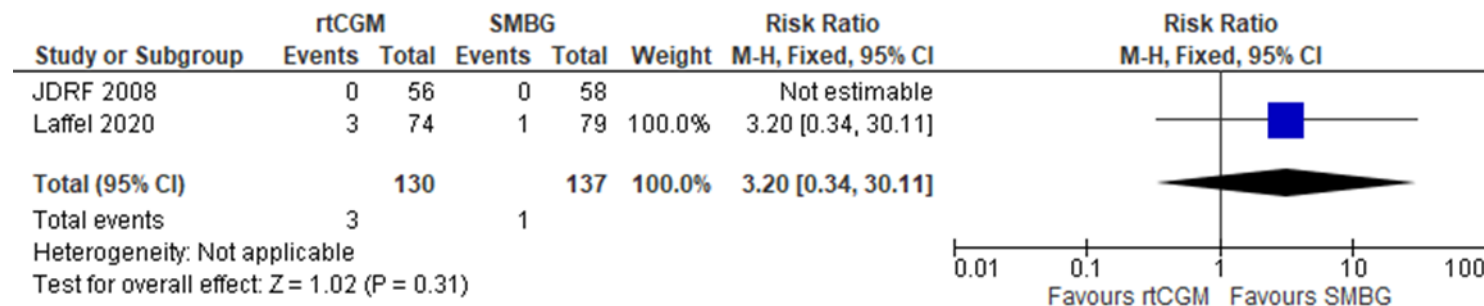 rtCGM SMBG Risk Ratio Risk Ratio
Study or Subgroup Events Total Events Total Weight M-H, Fixed, 95% CI M-H, Fixed, 95% CI
JDRF 2008 0 56 0 58 Not estimable
Laffel 2020 3 74 1 79 100.0% 3.20 [0.34, 30.11]
Total (95% CI) 130 137 100.0% 3.20 [0.34, 30.11]
Total events 3 1
Heterogeneity: Not applicable
Test for overall effect: Z = 1.02 (P = 0.31)
0.01 0.1 1 10 100
Favours rtCGM Favours SMBG